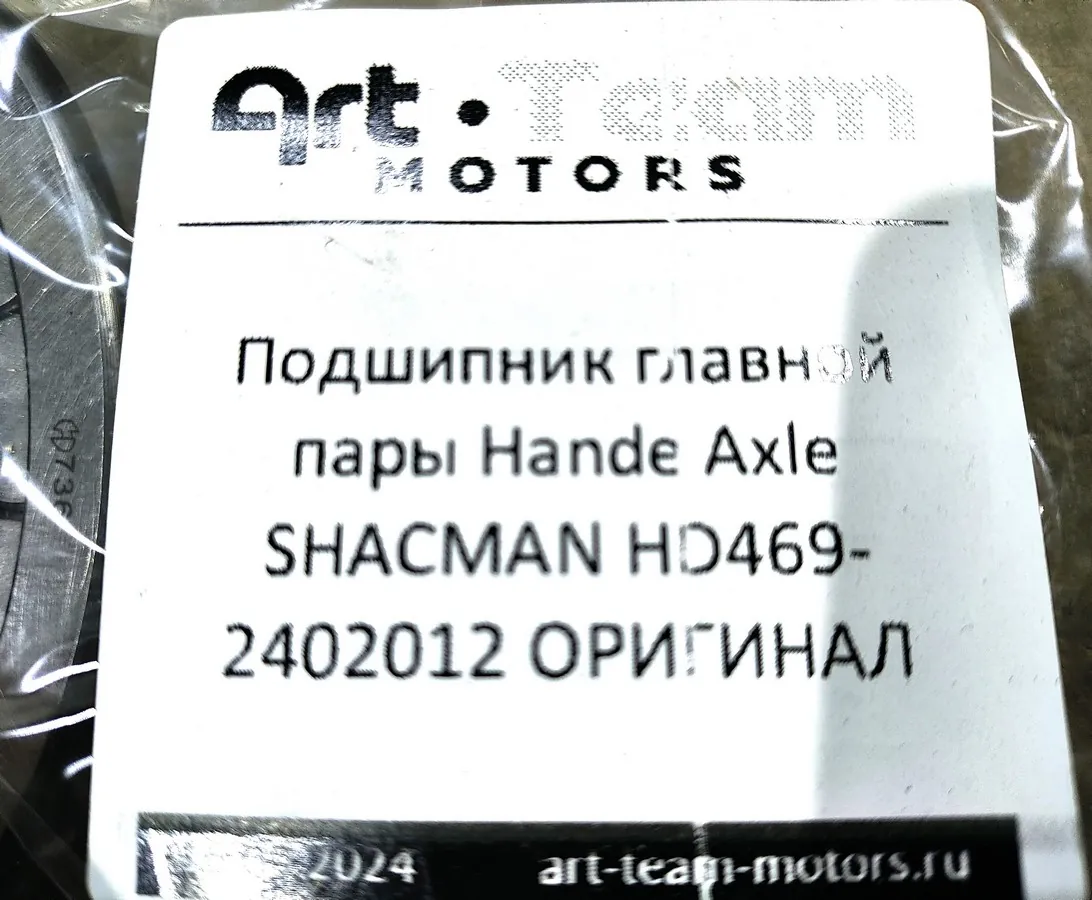 Art • Team
MOTORS
Подшипник главной
пары Hande Axle
SHACMAN HD469-
2402012 ОРИГИНАЛ
2024 art-team-motors.ru